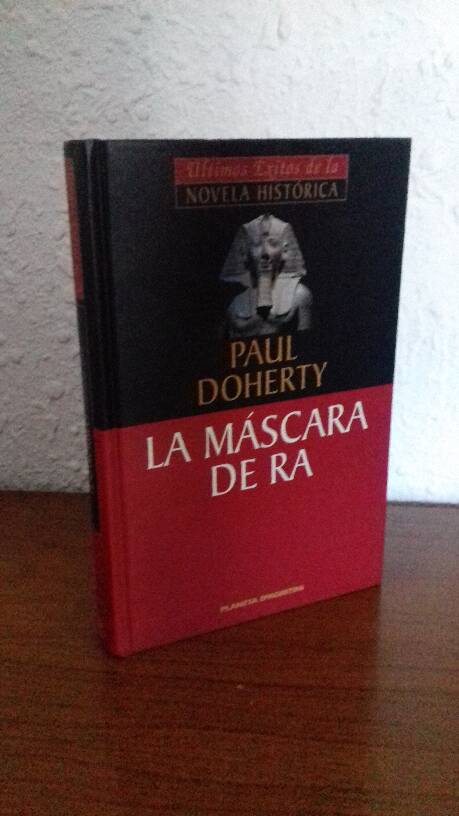 Últimos Éxitos de la
NOVELA HISTÓRICA
PAUL
DOHERTY
LA MÁSCARA
DE RA
PLANETA DEAGOSTINI